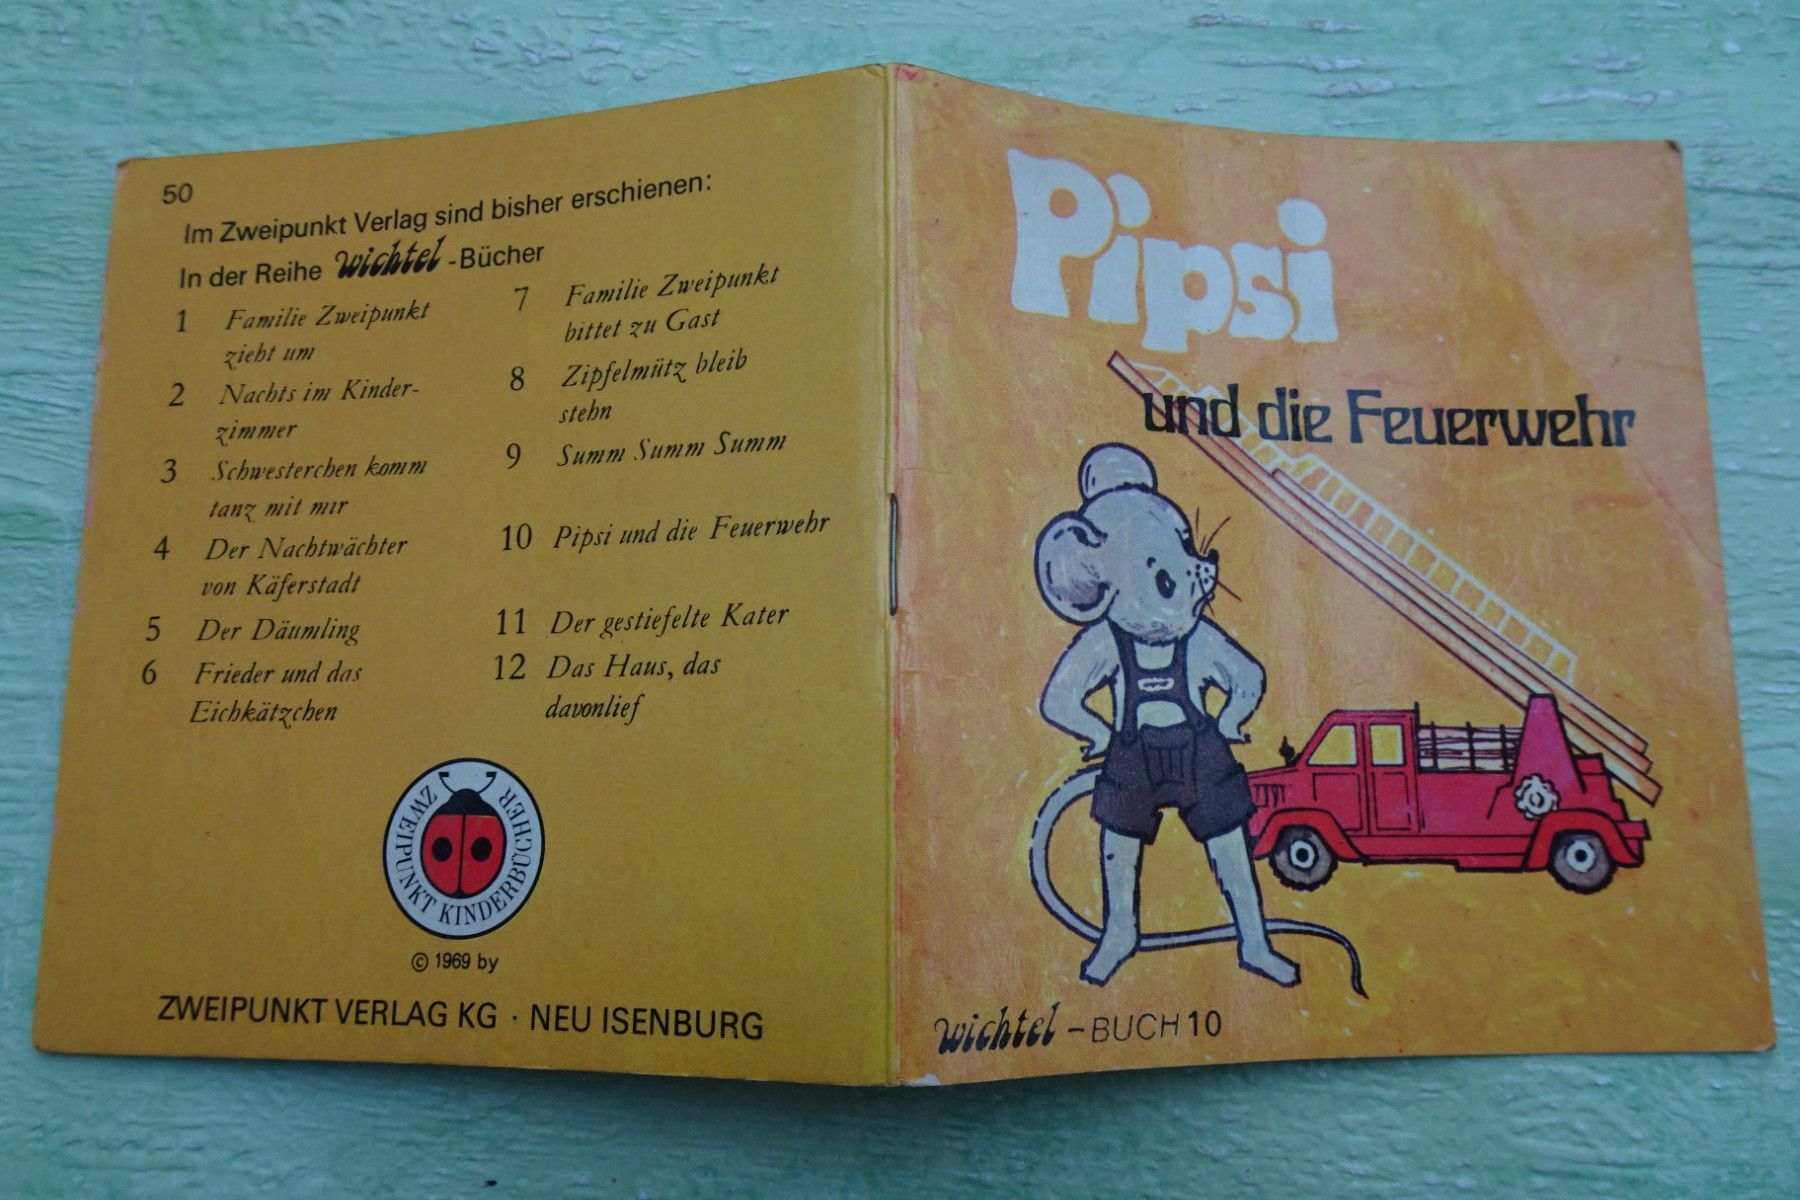 50
Im Zweipunkt Verlag sind bisher erschienen:
In der Reihe wichtel-Bücher
1 Familie Zweipunkt
zieht um
2 Nachts im Kinder-
zimmer
3 Schwesterchen komm
tanz mit mir
4 Der Nachtwächter
von Käferstadt
5 Der Däumling
6 Frieder und das
Eichkätzchen
7 Familie Zweipunkt
bittet zu Gast
8 Zipfelmütz bleib
stehn
9 Summ Summ Summ
10 Pipsi und die Feuerwehr
11 Der gestiefelte Kater
12 Das Haus, das
davonlief
ZWEIPUNKT KINDERBÜCHER
© 1969 by
ZWEIPUNKT VERLAG KG · NEU ISENBURG
Pipsi
und die Feuerwehr
wichtel-BUCH 10